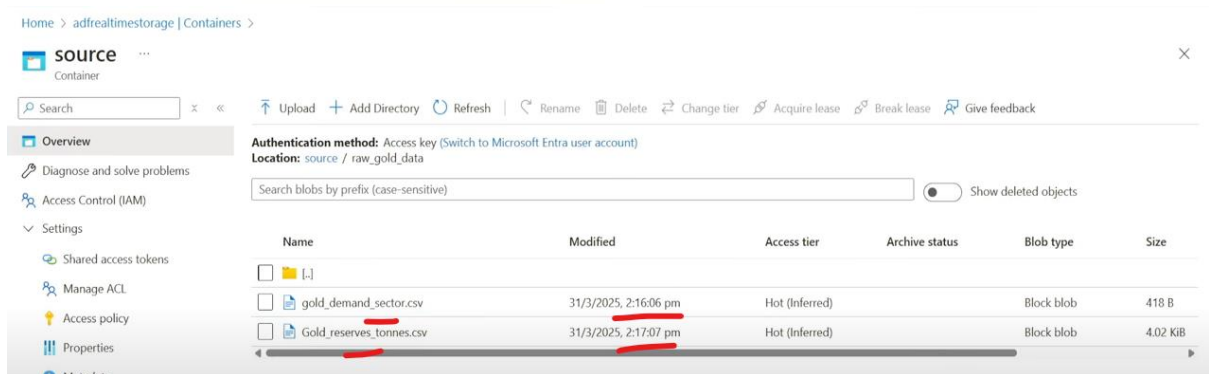 Home > adfrealtimestorage | Containers >
source ...
Container
Search
Upload Add Directory Refresh Rename Delete Change tier Acquire lease Break lease Give feedback
Overview
Diagnose and solve problems
Access Control (IAM)
Settings
Shared access tokens
Manage ACL
Access policy
Properties
Authentication method: Access key (Switch to Microsoft Entra user account)
Location: source / raw_gold_data
Search blobs by prefix (case-sensitive)
Show deleted objects
Name Modified Access tier Archive status Blob type Size
[..]
gold_demand_sector.csv 31/3/2025, 2:16:06 pm Hot (Inferred) Block blob 418 B
Gold_reserves_tonnes.csv 31/3/2025, 2:17:07 pm Hot (Inferred) Block blob 4.02 KiB